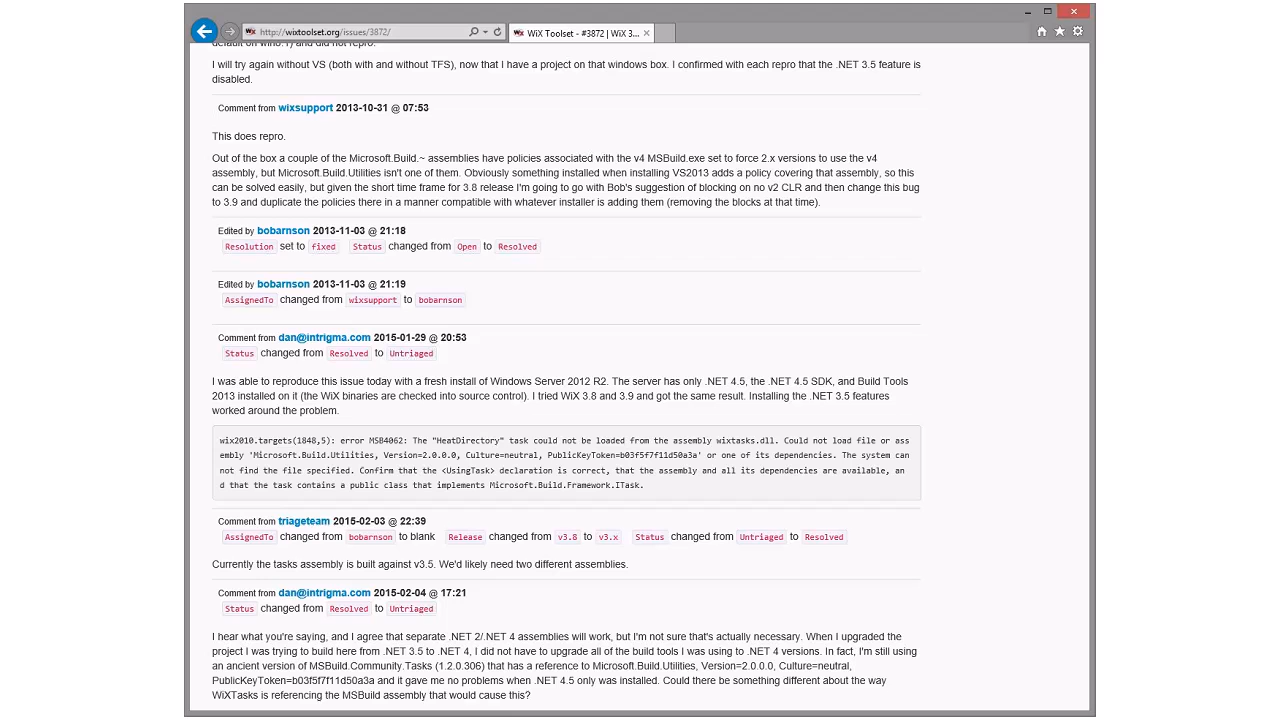 http://wixtoolset.org/issues/3872/
WiX Toolset - #3872 | WiX 3...
default on wind. f) and did not repro.
I will try again without VS (both with and without TFS), now that I have a project on that windows box. I confirmed with each repro that the .NET 3.5 feature is
disabled.
Comment from wixsupport 2013-10-31 @ 07:53
This does repro.
Out of the box a couple of the Microsoft.Build.~ assemblies have policies associated with the v4 MSBuild.exe set to force 2.x versions to use the v4
assembly, but Microsoft.Build.Utilities isn't one of them. Obviously something installed when installing VS2013 adds a policy covering that assembly, so this
can be solved easily, but given the short time frame for 3.8 release I'm going to go with Bob's suggestion of blocking on no v2 CLR and then change this bug
to 3.9 and duplicate the policies there in a manner compatible with whatever installer is adding them (removing the blocks at that time).
Edited by bobarnson 2013-11-03 @ 21:18
Resolution set to fixed Status changed from Open to Resolved
Edited by bobarnson 2013-11-03 @ 21:19
AssignedTo changed from wixsupport to bobarnson
Comment from dan@intrigma.com 2015-01-29 @ 20:53
Status changed from Resolved to Untriaged
I was able to reproduce this issue today with a fresh install of Windows Server 2012 R2. The server has only .NET 4.5, the .NET 4.5 SDK, and Build Tools
2013 installed on it (the WiX binaries are checked into source control). I tried WiX 3.8 and 3.9 and got the same result. Installing the .NET 3.5 features
worked around the problem.
wix2010.targets(1848,5): error MSB4062: The "HeatDirectory" task could not be loaded from the assembly wixtasks.dll. Could not load file or ass
embly 'Microsoft.Build.Utilities, Version=2.0.0.0, Culture=neutral, PublicKeyToken=b03f5f7f11d50a3a' or one of its dependencies. The system can
not find the file specified. Confirm that the <UsingTask> declaration is correct, that the assembly and all its dependencies are available, an
d that the task contains a public class that implements Microsoft.Build.Framework.ITask.
Comment from triageteam 2015-02-03 @ 22:39
AssignedTo changed from bobarnson to blank Release changed from v3.8 to v3.x Status changed from Untriaged to Resolved
Currently the tasks assembly is built against v3.5. We'd likely need two different assemblies.
Comment from dan@intrigma.com 2015-02-04 @ 17:21
Status changed from Resolved to Untriaged
I hear what you're saying, and I agree that separate .NET 2/.NET 4 assemblies will work, but I'm not sure that's actually necessary. When I upgraded the
project I was trying to build here from .NET 3.5 to .NET 4, I did not have to upgrade all of the build tools I was using to .NET 4 versions. In fact, I'm still using
an ancient version of MSBuild.Community.Tasks (1.2.0.306) that has a reference to Microsoft.Build.Utilities, Version=2.0.0.0, Culture=neutral,
PublicKeyToken=b03f5f7f11d50a3a and it gave me no problems when .NET 4.5 only was installed. Could there be something different about the way
WiXTasks is referencing the MSBuild assembly that would cause this?